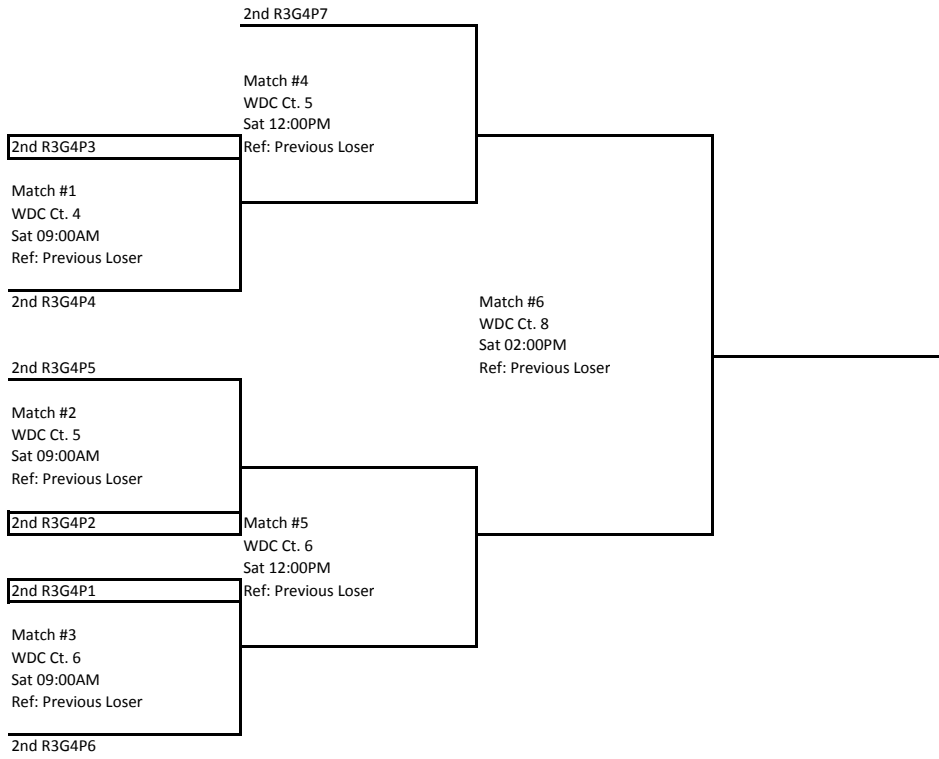 2nd R3G4P7
Match #4
WDC Ct. 5
Sat 12:00PM
Ref: Previous Loser
2nd R3G4P3
Match #1
WDC Ct. 4
Sat 09:00AM
Ref: Previous Loser
2nd R3G4P4
Match #6
WDC Ct. 8
Sat 02:00PM
Ref: Previous Loser
2nd R3G4P5
Match #2
WDC Ct. 5
Sat 09:00AM
Ref: Previous Loser
2nd R3G4P2
Match #5
WDC Ct. 6
Sat 12:00PM
Ref: Previous Loser
2nd R3G4P1
Match #3
WDC Ct. 6
Sat 09:00AM
Ref: Previous Loser
2nd R3G4P6